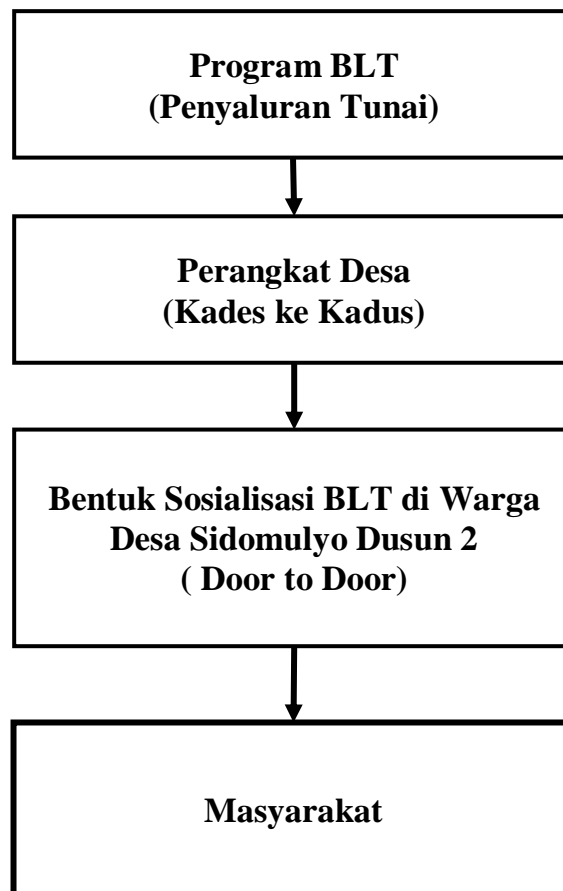 Program BLT
(Penyaluran Tunai)
Perangkat Desa
(Kades ke Kadus)
Bentuk Sosialisasi BLT di Warga
Desa Sidomulyo Dusun 2
( Door to Door)
Masyarakat